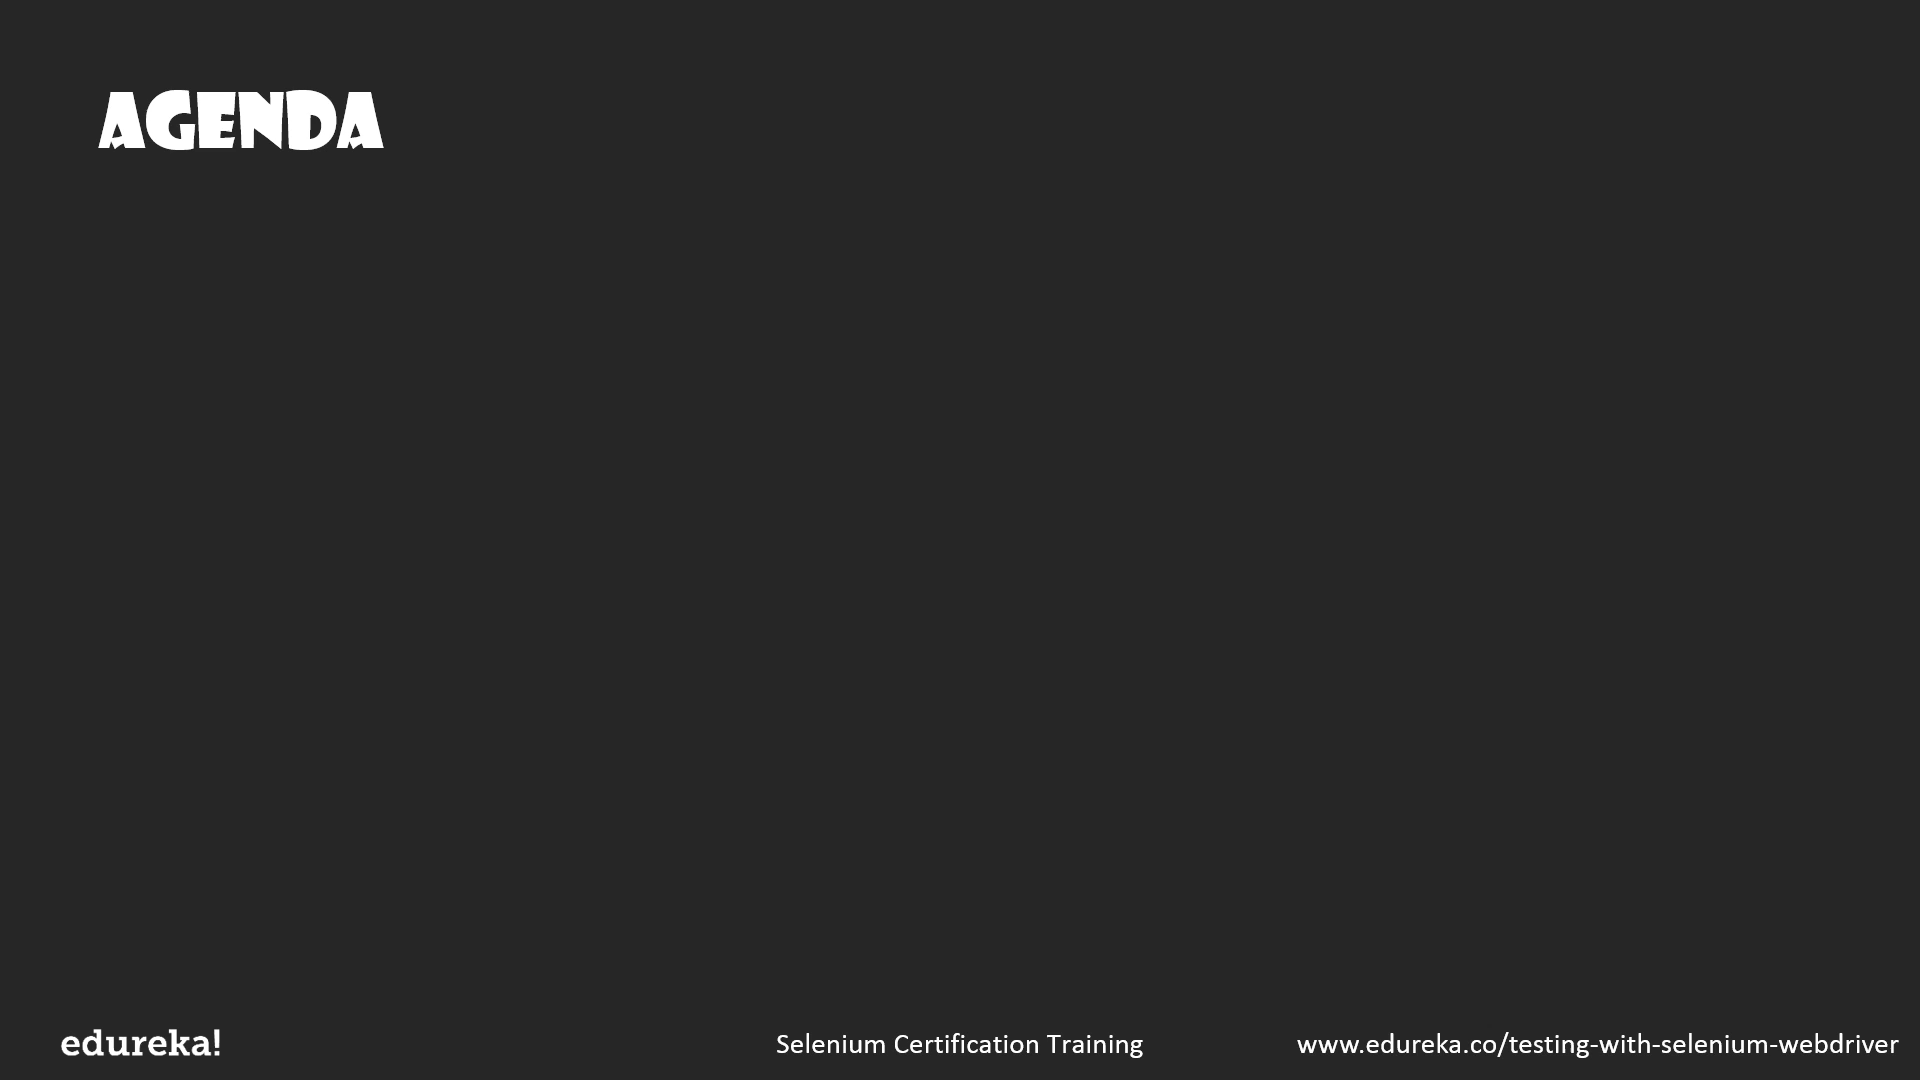 AGENDA
edureka!
Selenium Certification Training
www.edureka.co/testing-with-selenium-webdriver